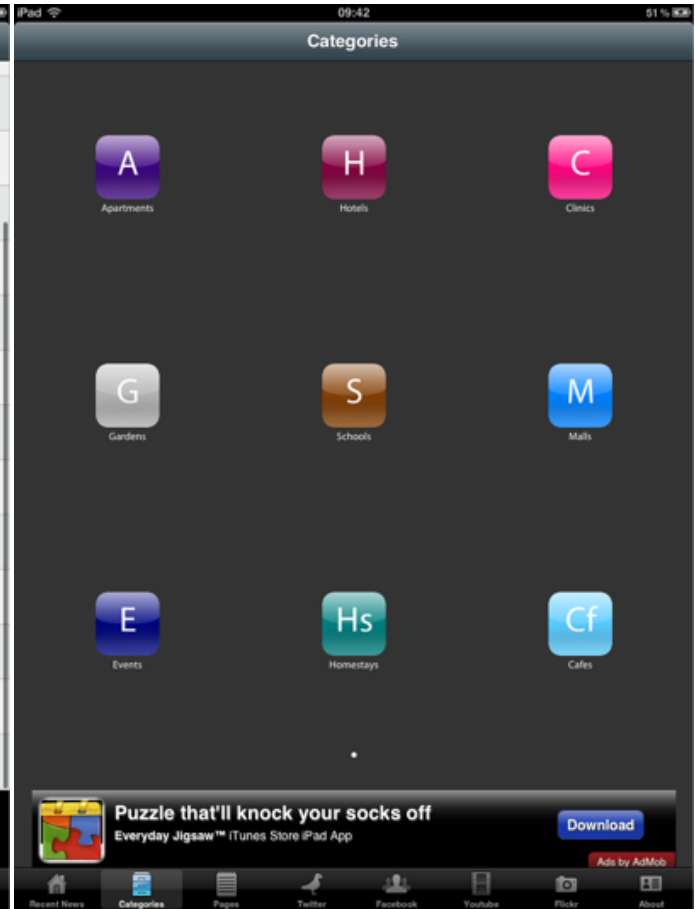 iPad 09:42 51 %
Categories
A H C
Apartments Hotels Clinics
G S M
Gardens Schools Malls
E Hs Cf
Events Homestays Cafes
Puzzle that'll knock your socks off
Everyday Jigsaw™ iTunes Store iPad App
Download
Ads by AdMob
Recent News Categories Pages Twitter Facebook Youtube Flickr About